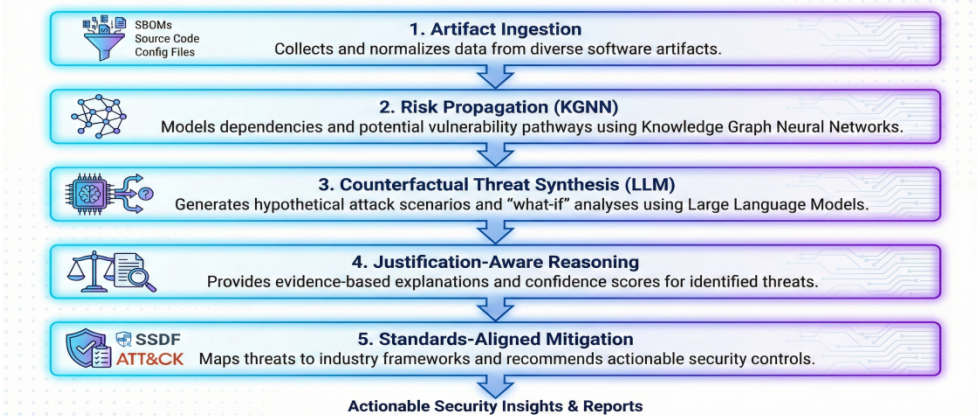 SBOMs
Source Code
Config Files
1. Artifact Ingestion
Collects and normalizes data from diverse software artifacts.
2. Risk Propagation (KGNN)
Models dependencies and potential vulnerability pathways using Knowledge Graph Neural Networks.
3. Counterfactual Threat Synthesis (LLM)
Generates hypothetical attack scenarios and “what-if” analyses using Large Language Models.
?
4. Justification-Aware Reasoning
Provides evidence-based explanations and confidence scores for identified threats.
SSDF
ATT&CK
5. Standards-Aligned Mitigation
Maps threats to industry frameworks and recommends actionable security controls.
Actionable Security Insights & Reports